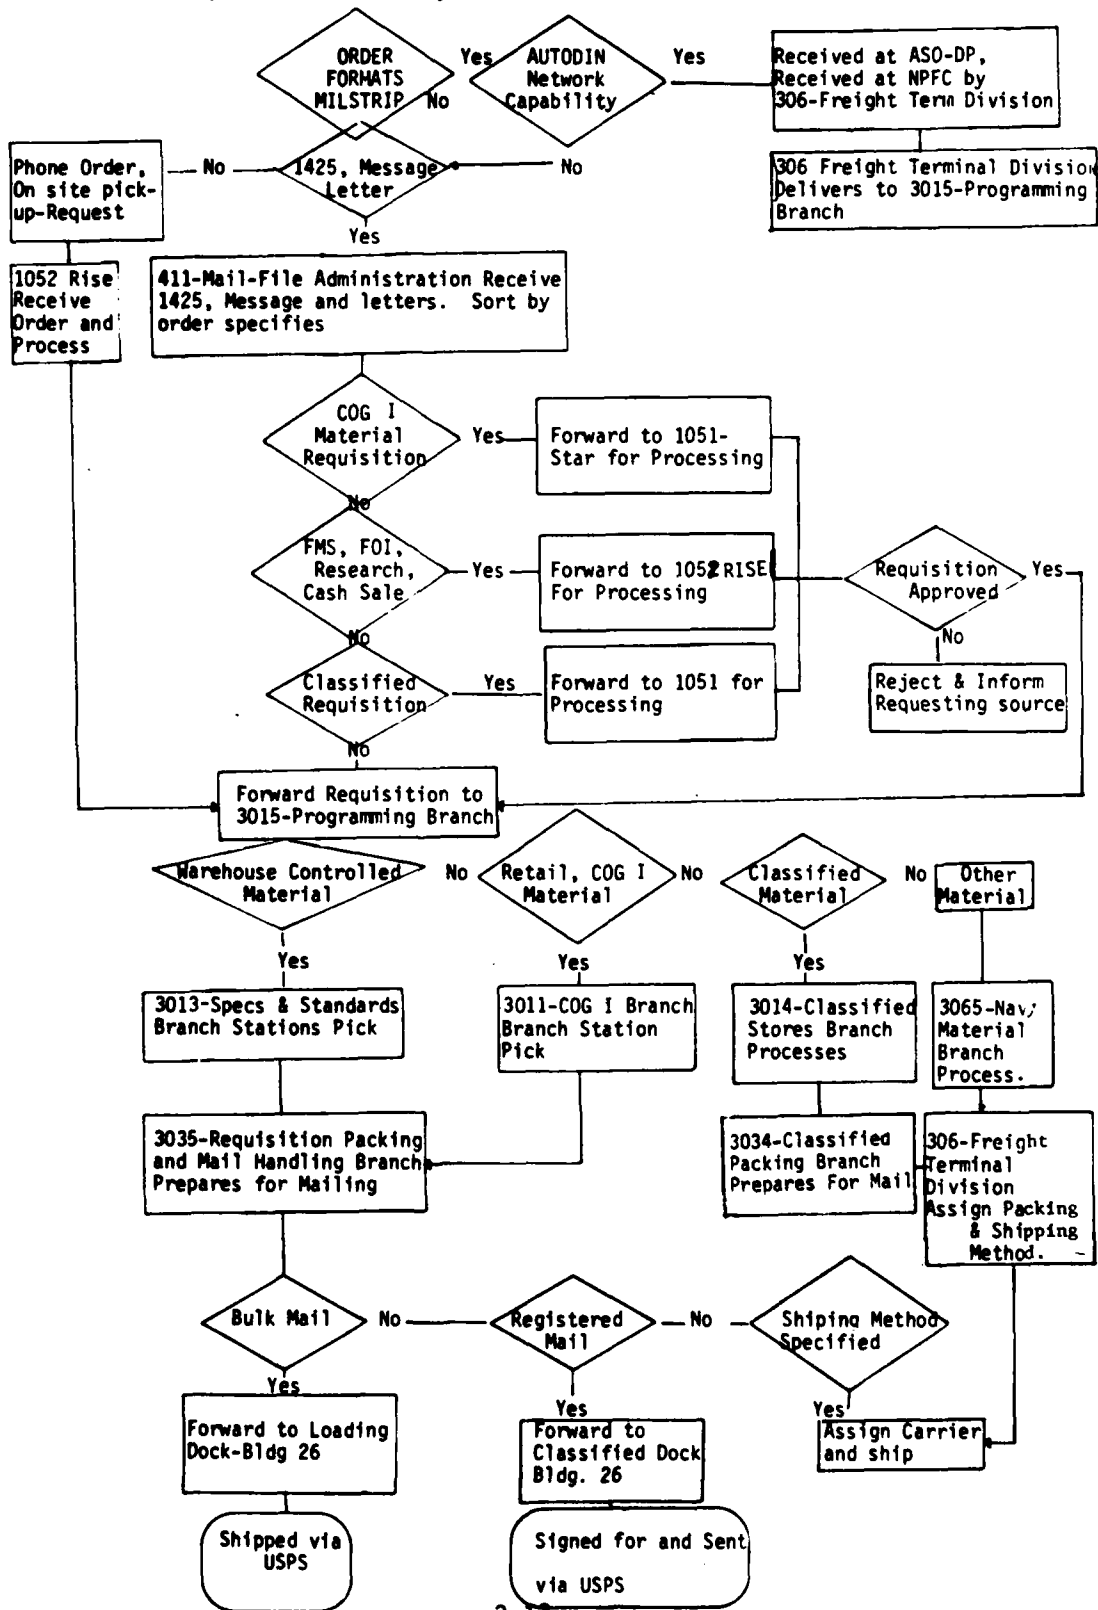 ORDER
FORMATS
MILSTRIP
Yes
No
AUTODIN
Network
Capability
Yes
Received at ASO-DP,
Received at NPFC by
306-Freight Term Division
Phone Order,
On site pick-
up-Request
No
1425, Message
Letter
No
306 Freight Terminal Division
Delivers to 3015-Programming
Branch
Yes
1052 Rise
Receive
Order and
Process
411-Mail-File Administration Receive
1425, Message and letters. Sort by
order specifies
COG I
Material
Requisition
Yes
Forward to 1051-
Star for Processing
No
FMS, FOI,
Research,
Cash Sale
Yes
Forward to 1052 RISE
For Processing
Requisition
Approved
Yes
No
No
Classified
Requisition
Yes
Forward to 1051 for
Processing
Reject & Inform
Requesting source
No
Forward Requisition to
3015-Programming Branch
Warehouse Controlled
Material
No
Retail, COG I
Material
No
Classified
Material
No
Other
Material
Yes
Yes
Yes
3013-Specs & Standards
Branch Stations Pick
3011-COG I Branch
Branch Station
Pick
3014-Classified
Stores Branch
Processes
3065-Navy
Material
Branch
Process.
3035-Requisition Packing
and Mail Handling Branch
Prepares for Mailing
3034-Classified
Packing Branch
Prepares For Mail
306-Freight
Terminal
Division
Assign Packing
& Shipping
Method.
Bulk Mail
No
Registered
Mail
No
Shiping Method
Specified
Yes
Yes
Yes
Forward to Loading
Dock-Bldg 26
Forward to
Classified Dock
Bldg. 26
Assign Carrier
and ship
Shipped via
USPS
Signed for and Sent
via USPS